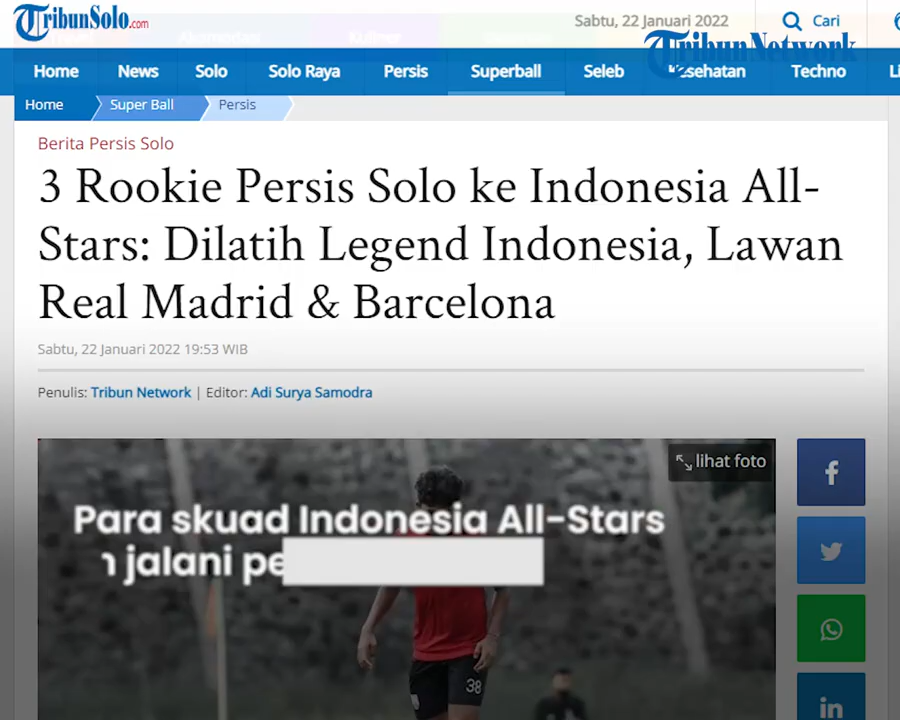 TribunSolo.com
Sabtu, 22 Januari 2022
Cari
TribunNetwork
Home News Solo Solo Raya Persis Superball Seleb Kesehatan Techno
Home Super Ball Persis
Berita Persis Solo
3 Rookie Persis Solo ke Indonesia All-
Stars: Dilatih Legend Indonesia, Lawan
Real Madrid & Barcelona
Sabtu, 22 Januari 2022 19:53 WIB
Penulis: Tribun Network | Editor: Adi Surya Samodra
lihat foto
Para skuad Indonesia All-Stars
jalani
38